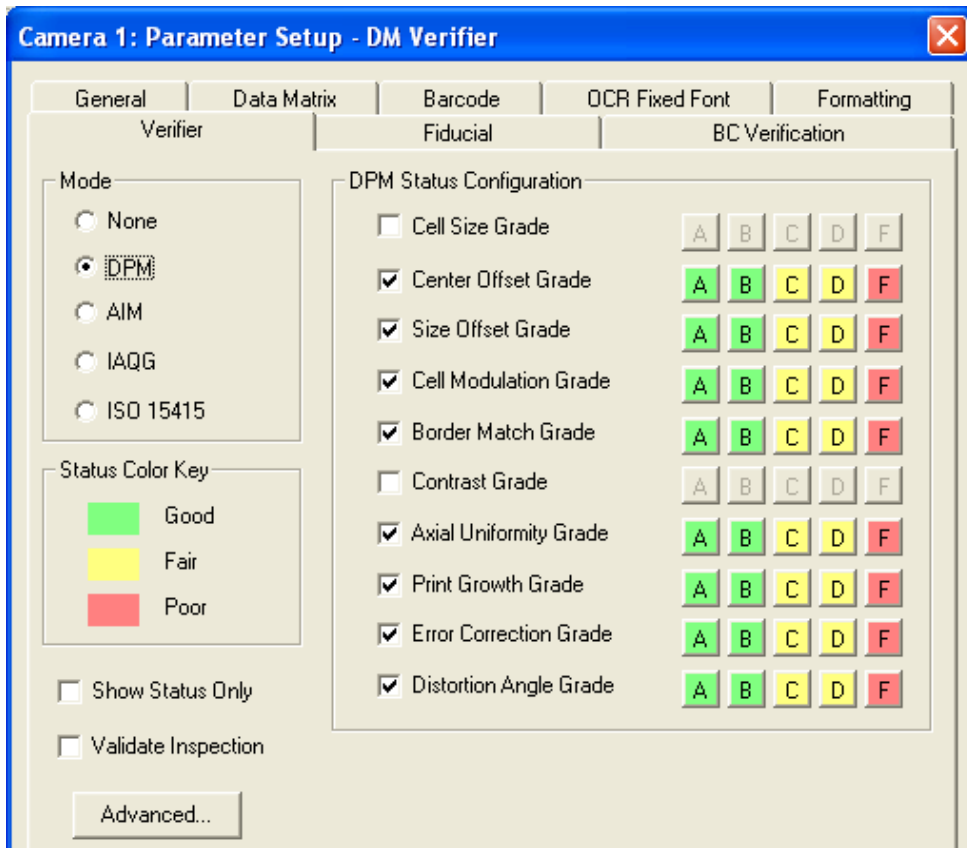 Camera 1: Parameter Setup - DM Verifier
General Data Matrix Barcode OCR Fixed Font Formatting
Verifier Fiducial BC Verification
Mode
None
DPM
AIM
IAQG
ISO 15415
Status Color Key
Good
Fair
Poor
Show Status Only
Validate Inspection
Advanced...
DPM Status Configuration
Cell Size Grade A B C D F
Center Offset Grade A B C D F
Size Offset Grade A B C D F
Cell Modulation Grade A B C D F
Border Match Grade A B C D F
Contrast Grade A B C D F
Axial Uniformity Grade A B C D F
Print Growth Grade A B C D F
Error Correction Grade A B C D F
Distortion Angle Grade A B C D F